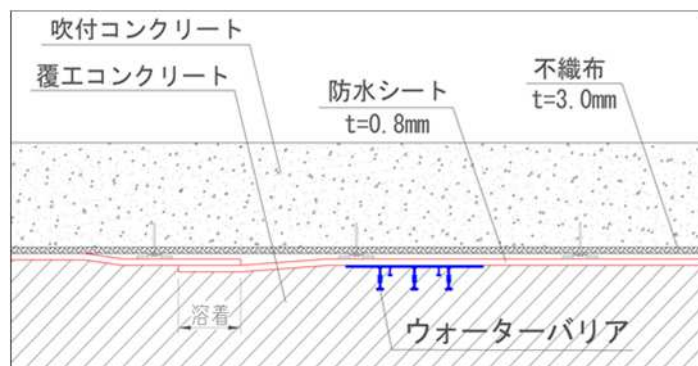 吹付コンクリート
覆工コンクリート
防水シート
t=0.8mm
不織布
t=3.0mm
溶着
ウォーターバリア